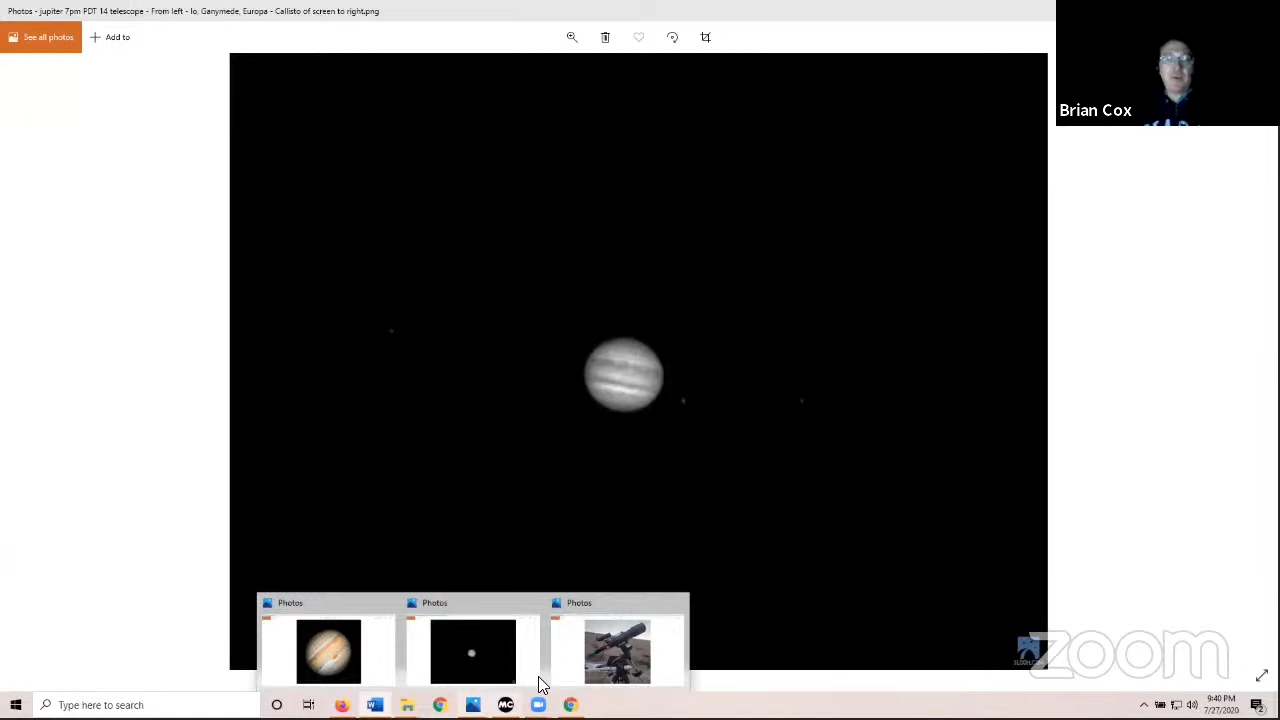 Photos - jupiter 7pm PDT 14 telescope - From left - Io, Ganymede, Europa - Callisto of screen to right.png
See all photos
Add to
Brian Cox
Photos
Photos
Photos
zoom
Type here to search
9:40 PM
7/27/2020
2